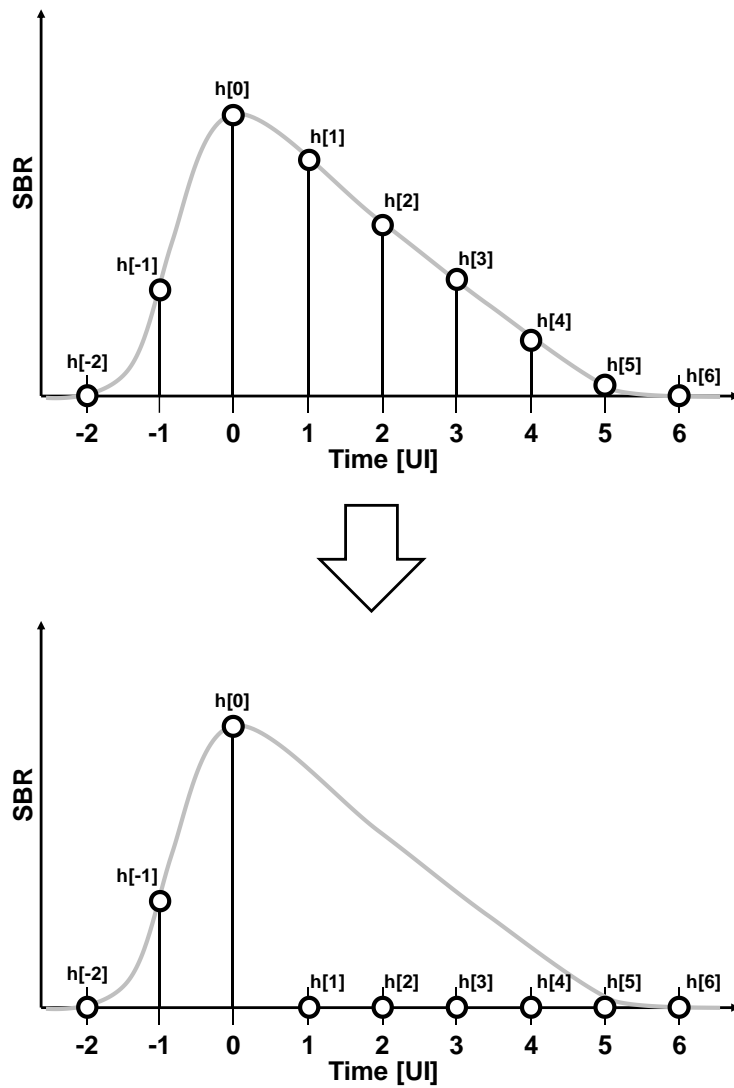 h[0]
h[1]
h[2]
h[-1]
h[3]
h[4]
h[-2]
h[5]
h[6]
SBR
-2 -1 0 1 2 3 4 5 6
Time [UI]
h[0]
h[-1]
h[-2]
h[1] h[2] h[3] h[4] h[5] h[6]
SBR
-2 -1 0 1 2 3 4 5 6
Time [UI]